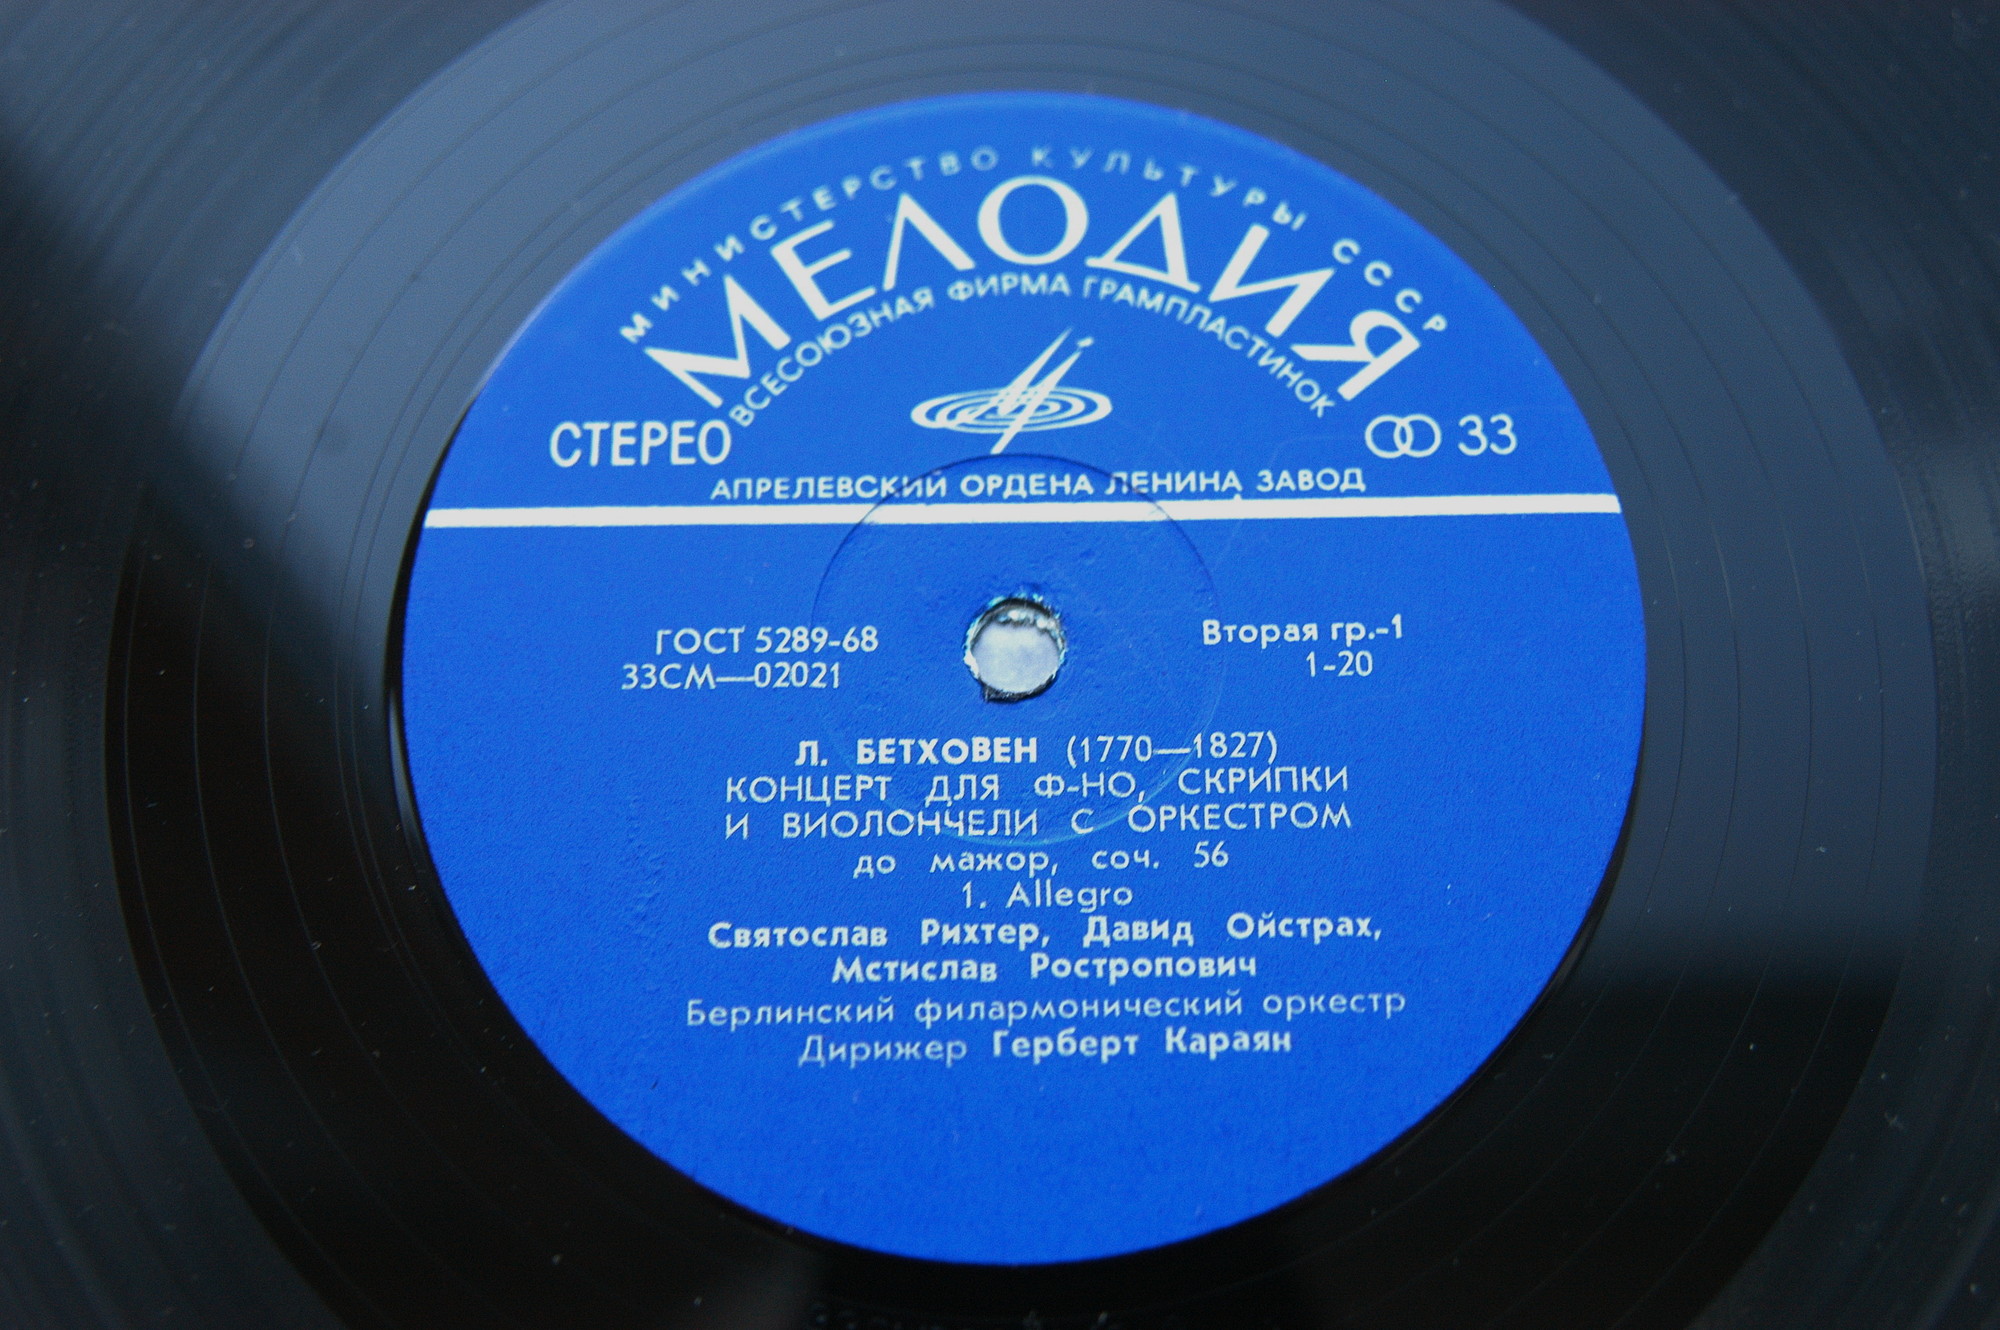 МИНИСТЕРСТВО КУЛЬТУРЫ СССР
МЕЛОДИЯ
ВСЕСОЮЗНАЯ ФИРМА ГРАМПЛАСТИНОК
СТЕРЕО
33
АПРЕЛЕВСКИЙ ОРДЕНА ЛЕНИНА ЗАВОД
ГОСТ 5289-68
Вторая гр.-1
33СМ—02021
1-20
Л. БЕТХОВЕН (1770—1827)
КОНЦЕРТ ДЛЯ Ф-НО, СКРИПКИ
И ВИОЛОНЧЕЛИ С ОРКЕСТРОМ
до мажор, соч. 56
1. Allegro
Святослав Рихтер, Давид Ойстрах,
Мстислав Ростропович
Берлинский филармонический оркестр
Дирижер Герберт Караян